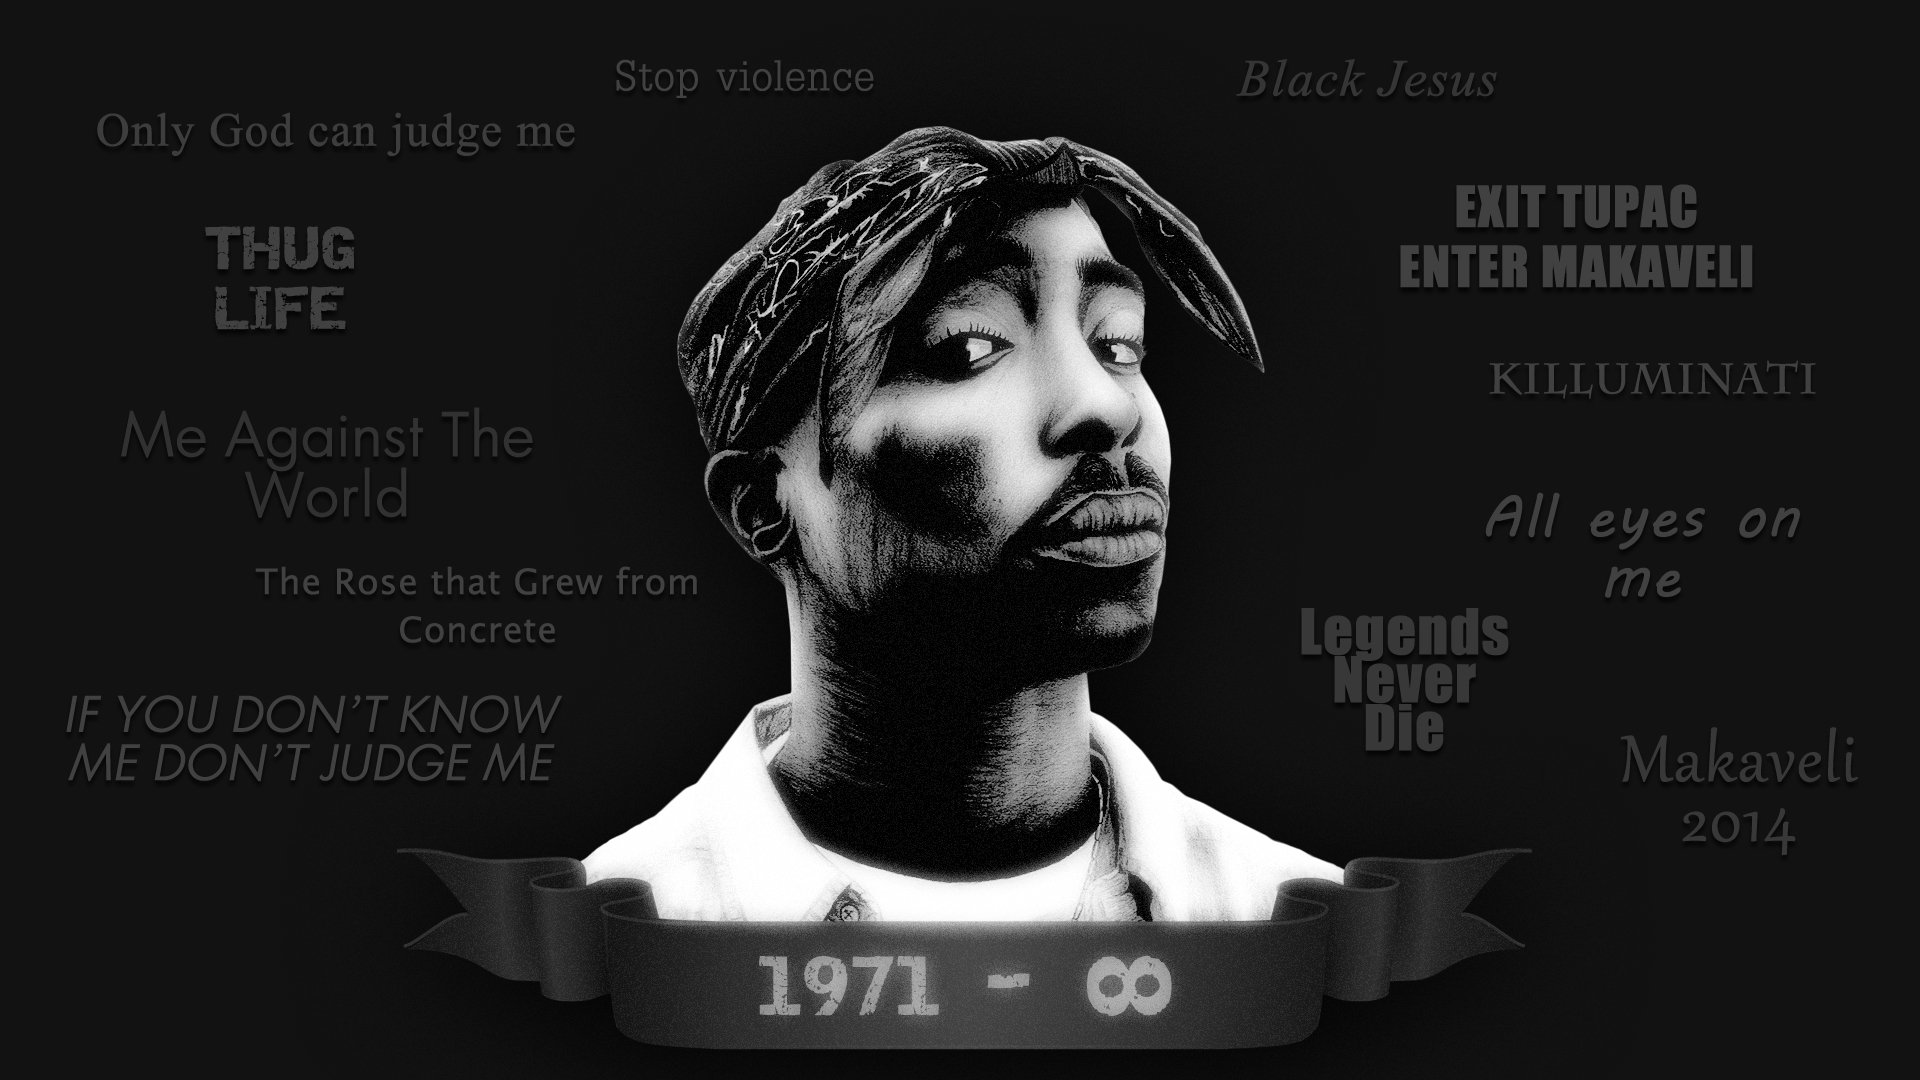 Stop violence
Black Jesus
Only God can judge me
EXIT TUPAC
ENTER MAKAVELI
THUG
LIFE
KILLUMINATI
Me Against The
World
All eyes on
me
The Rose that Grew from
Concrete
Legends
Never
Die
IF YOU DON'T KNOW
ME DON'T JUDGE ME
Makaveli
2014
1971 - ∞